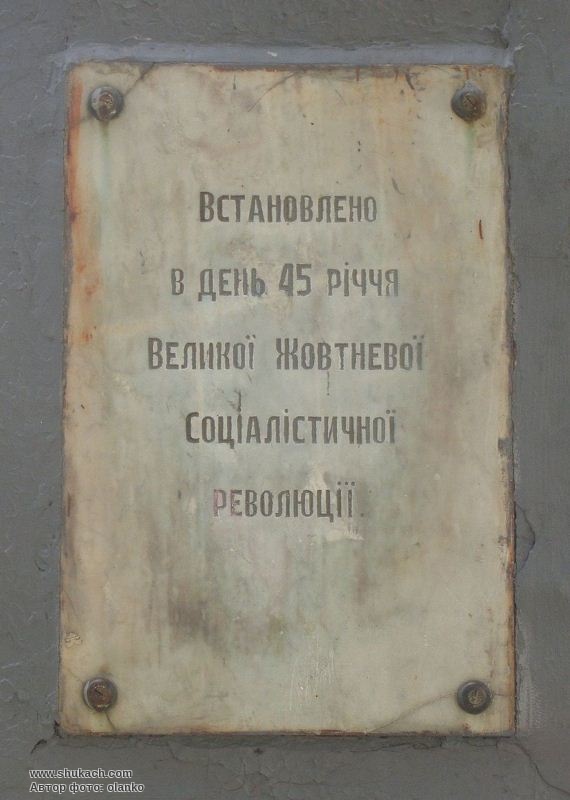 Встановлено
в день 45 річчя
Великої Жовтневої
Соціалістичної
революції.
www.shukach.com
Автор фото: olanko